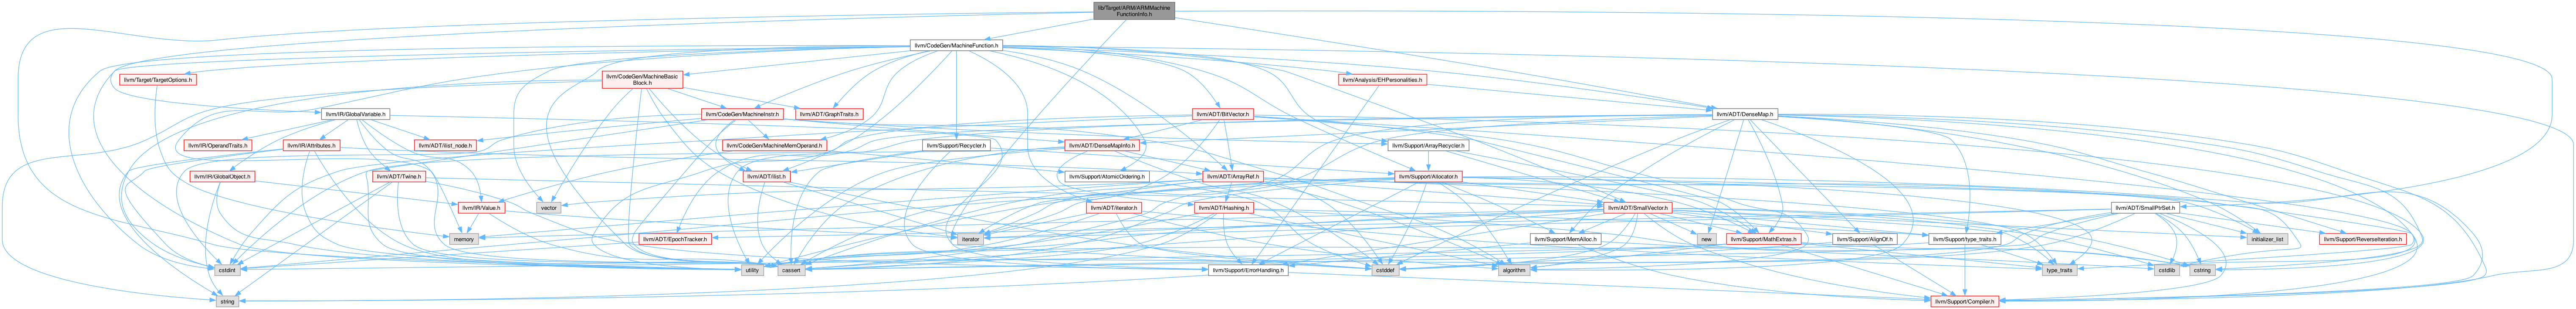 lib/Target/ARM/ARMMachine
FunctionInfo.h
llvm/CodeGen/MachineFunction.h
llvm/Target/TargetOptions.h
llvm/CodeGen/MachineBasic
Block.h
llvm/Analysis/EHPersonalities.h
llvm/IR/GlobalVariable.h
llvm/CodeGen/MachineInstr.h
llvm/ADT/GraphTraits.h
llvm/ADT/BitVector.h
llvm/ADT/DenseMap.h
llvm/IR/OperandTraits.h
llvm/IR/Attributes.h
llvm/ADT/ilist_node.h
llvm/CodeGen/MachineMemOperand.h
llvm/Support/Recycler.h
llvm/ADT/DenseMapInfo.h
llvm/Support/ArrayRecycler.h
llvm/IR/GlobalObject.h
llvm/ADT/Twine.h
llvm/ADT/ilist.h
llvm/Support/AtomicOrdering.h
llvm/ADT/ArrayRef.h
llvm/Support/Allocator.h
llvm/IR/Value.h
vector
llvm/ADT/iterator.h
llvm/ADT/Hashing.h
llvm/ADT/SmallVector.h
llvm/ADT/SmallPtrSet.h
memory
llvm/ADT/EpochTracker.h
iterator
llvm/Support/MemAlloc.h
new
llvm/Support/MathExtras.h
llvm/Support/AlignOf.h
llvm/Support/type_traits.h
initializer_list
llvm/Support/ReverseIteration.h
cstdint
utility
cassert
llvm/Support/ErrorHandling.h
cstddef
algorithm
type_traits
cstdlib
cstring
string
llvm/Support/Compiler.h